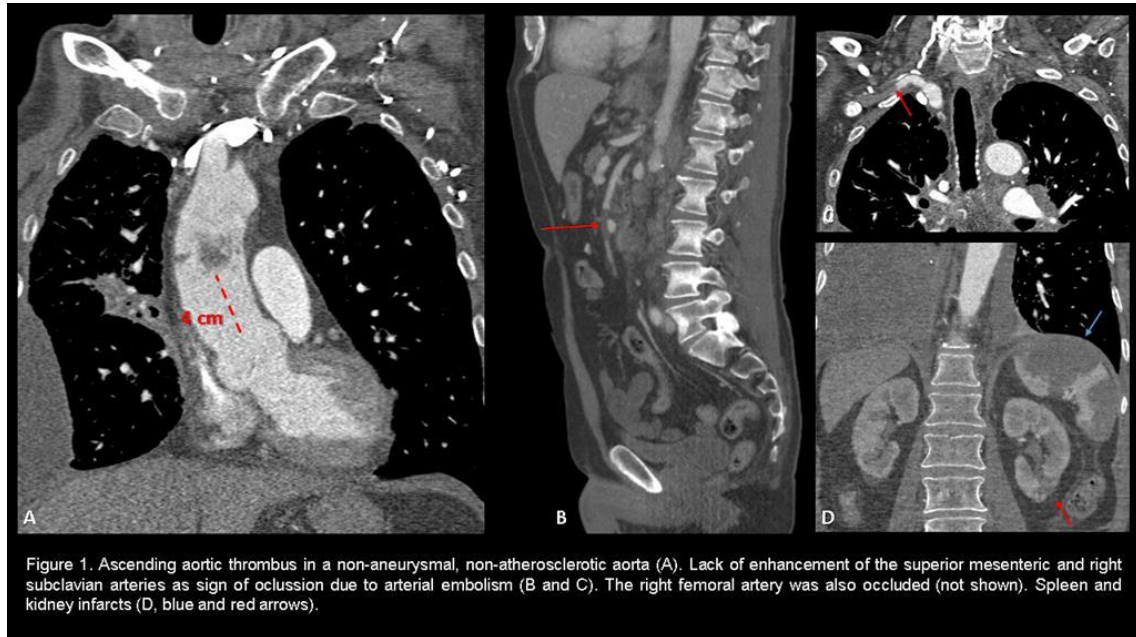 4 cm
A
B
D
Figure 1. Ascending aortic thrombus in a non-aneurysmal, non-atherosclerotic aorta (A). Lack of enhancement of the superior mesenteric and right
subclavian arteries as sign of oclussion due to arterial embolism (B and C). The right femoral artery was also occluded (not shown). Spleen and
kidney infarcts (D, blue and red arrows).